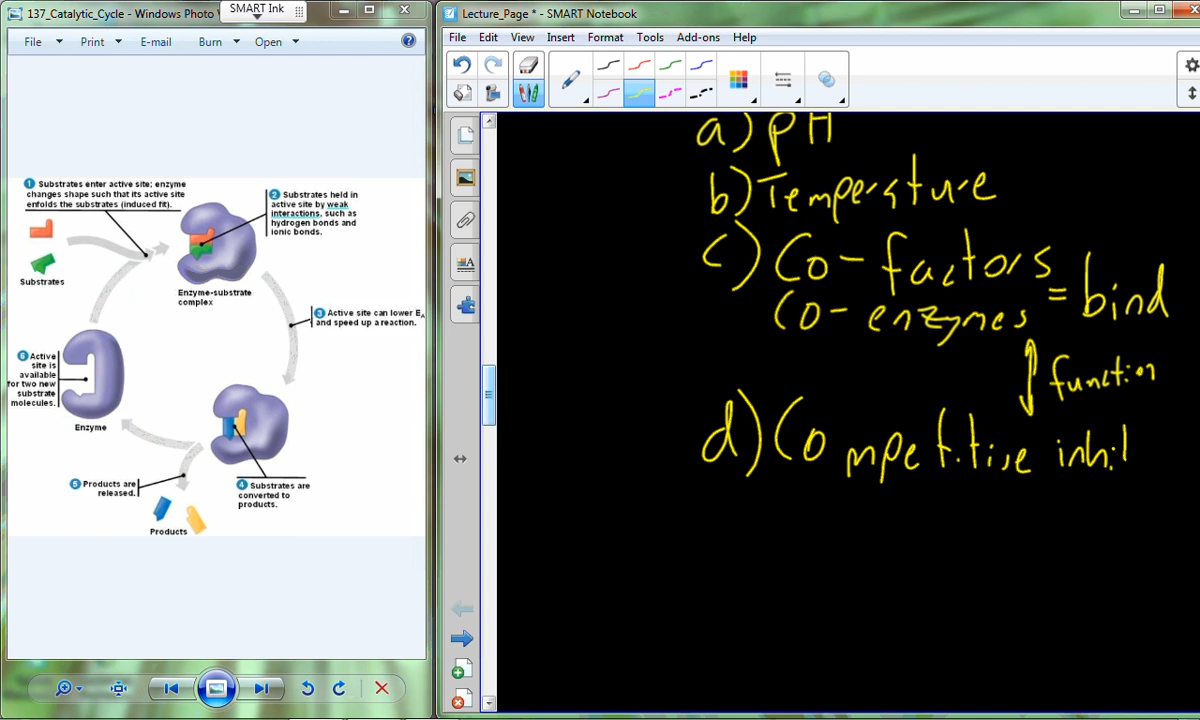 137_Catalytic_Cycle - Windows Photo
SMART Ink
File Print E-mail Burn Open
1 Substrates enter active site; enzyme
changes shape such that its active site
enfolds the substrates (induced fit).
2 Substrates held in
active site by weak
interactions, such as
hydrogen bonds and
ionic bonds.
Substrates
Enzyme-substrate
complex
3 Active site can lower EA
and speed up a reaction.
6 Active
site is
available
for two new
substrate
molecules.
Enzyme
5 Products are
released.
4 Substrates are
converted to
products.
Products
Lecture_Page * - SMART Notebook
File Edit View Insert Format Tools Add-ons Help
a) pH
b) Temperature
c) Co-factors
Co-enzymes = bind
function
d) Competitive inhi